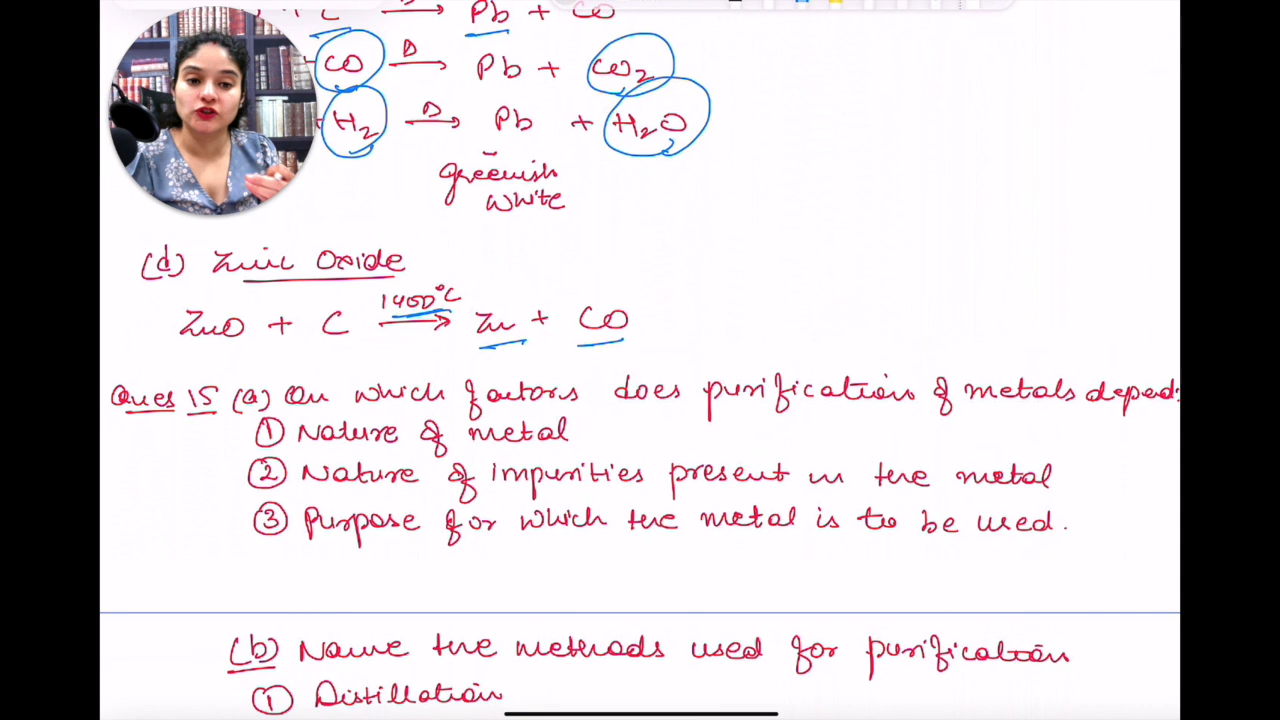 + C Δ→ Pb + CO
+ CO Δ→ Pb + CO2
+ H2 Δ→ Pb + H2O
greenish
white
(d) Zinc Oxide
ZnO + C 1400°C→ Zn + CO
Ques 15 (a) On which factors does purification of metals depend:
① Nature of metal
② Nature of impurities present in the metal
③ Purpose for which the metal is to be used.
(b) Name the methods used for purification
① Distillation